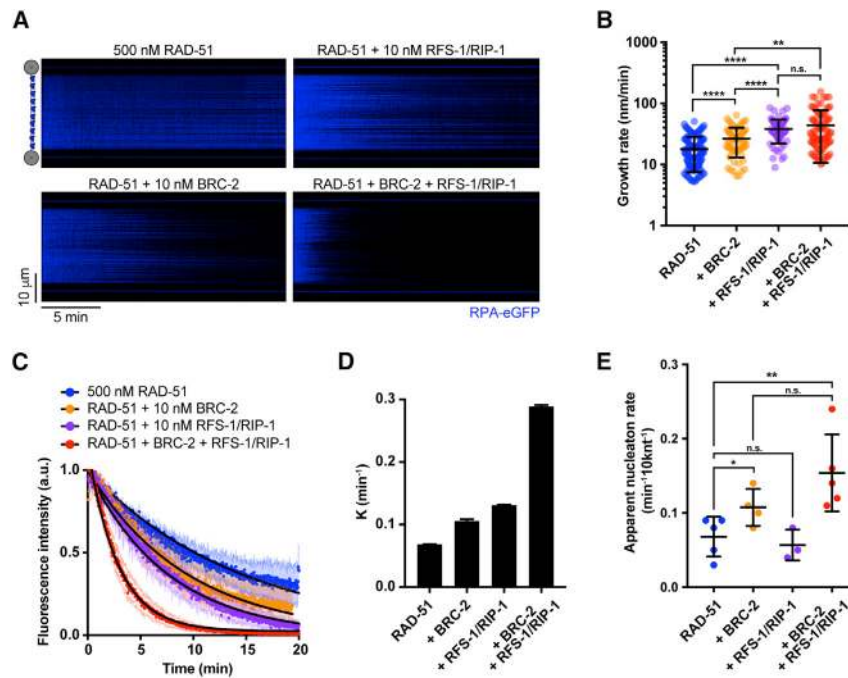 A
500 nM RAD-51
RAD-51 + 10 nM RFS-1/RIP-1
RAD-51 + 10 nM BRC-2
RAD-51 + BRC-2 + RFS-1/RIP-1
10 μm
5 min
RPA-eGFP
B
Growth rate (nm/min)
1000
100
10
1
**
****
n.s.
****
****
RAD-51
+ BRC-2
+ RFS-1/RIP-1
+ BRC-2
+ RFS-1/RIP-1
C
500 nM RAD-51
RAD-51 + 10 nM BRC-2
RAD-51 + 10 nM RFS-1/RIP-1
RAD-51 + BRC-2 + RFS-1/RIP-1
Fluorescence intensity (a.u.)
1.0
0.5
0.0
0 5 10 15 20
Time (min)
D
K (min⁻¹)
0.3
0.2
0.1
0.0
RAD-51
+ BRC-2
+ RFS-1/RIP-1
+ BRC-2
+ RFS-1/RIP-1
E
Apparent nucleaton rate
(min⁻¹10knt⁻¹)
0.3
0.2
0.1
0.0
**
n.s.
n.s.
*
RAD-51
+ BRC-2
+ RFS-1/RIP-1
+ BRC-2
+ RFS-1/RIP-1